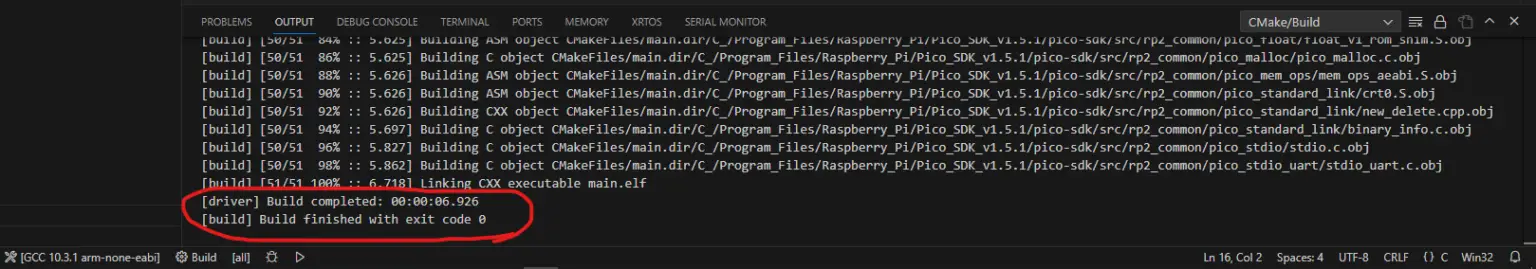 PROBLEMS OUTPUT DEBUG CONSOLE TERMINAL PORTS MEMORY XRTOS SERIAL MONITOR CMake/Build
[build] [50/51  84% :: 5.625] Building ASM object CMakeFiles/main.dir/C_/Program_Files/Raspberry_Pi/Pico_SDK_v1.5.1/pico-sdk/src/rp2_common/pico_float/float_v1_rom_shim.S.obj
[build] [50/51  86% :: 5.625] Building C object CMakeFiles/main.dir/C_/Program_Files/Raspberry_Pi/Pico_SDK_v1.5.1/pico-sdk/src/rp2_common/pico_malloc/pico_malloc.c.obj
[build] [50/51  88% :: 5.626] Building ASM object CMakeFiles/main.dir/C_/Program_Files/Raspberry_Pi/Pico_SDK_v1.5.1/pico-sdk/src/rp2_common/pico_mem_ops/mem_ops_aeabi.S.obj
[build] [50/51  90% :: 5.626] Building ASM object CMakeFiles/main.dir/C_/Program_Files/Raspberry_Pi/Pico_SDK_v1.5.1/pico-sdk/src/rp2_common/pico_standard_link/crt0.S.obj
[build] [50/51  92% :: 5.626] Building CXX object CMakeFiles/main.dir/C_/Program_Files/Raspberry_Pi/Pico_SDK_v1.5.1/pico-sdk/src/rp2_common/pico_standard_link/new_delete.cpp.obj
[build] [50/51  94% :: 5.697] Building C object CMakeFiles/main.dir/C_/Program_Files/Raspberry_Pi/Pico_SDK_v1.5.1/pico-sdk/src/rp2_common/pico_standard_link/binary_info.c.obj
[build] [50/51  96% :: 5.827] Building C object CMakeFiles/main.dir/C_/Program_Files/Raspberry_Pi/Pico_SDK_v1.5.1/pico-sdk/src/rp2_common/pico_stdio/stdio.c.obj
[build] [50/51  98% :: 5.862] Building C object CMakeFiles/main.dir/C_/Program_Files/Raspberry_Pi/Pico_SDK_v1.5.1/pico-sdk/src/rp2_common/pico_stdio_uart/stdio_uart.c.obj
[build] [51/51 100% :: 6.718] Linking CXX executable main.elf
[driver] Build completed: 00:00:06.926
[build] Build finished with exit code 0
[GCC 10.3.1 arm-none-eabi] Build [all] Ln 16, Col 2 Spaces: 4 UTF-8 CRLF {} C Win32